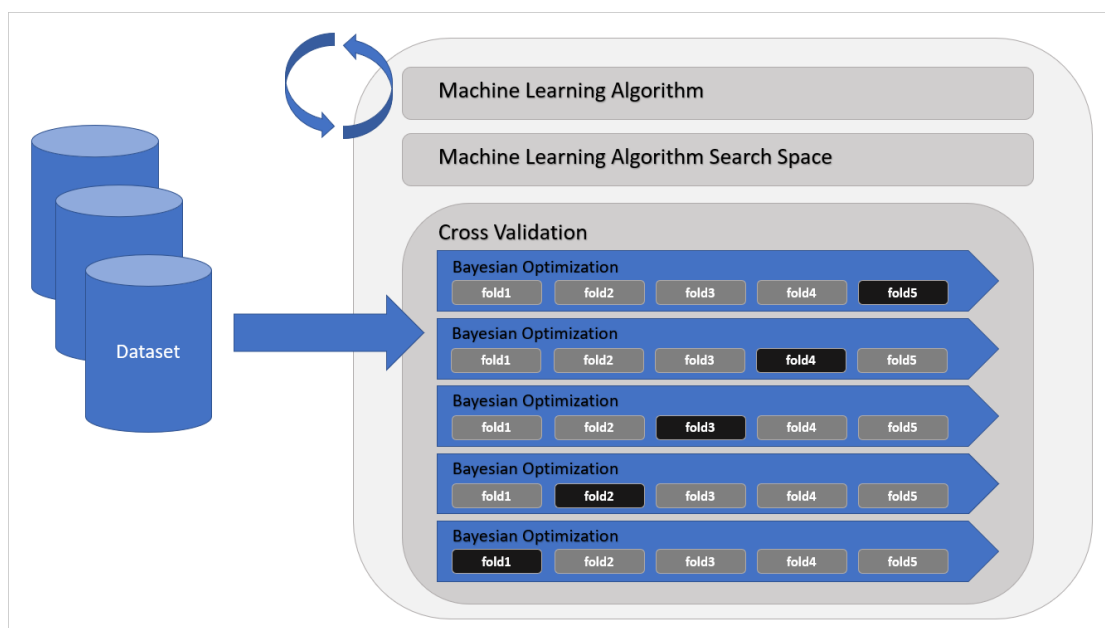 Machine Learning Algorithm
Machine Learning Algorithm Search Space
Dataset
Cross Validation
Bayesian Optimization
fold1 fold2 fold3 fold4 fold5
Bayesian Optimization
fold1 fold2 fold3 fold4 fold5
Bayesian Optimization
fold1 fold2 fold3 fold4 fold5
Bayesian Optimization
fold1 fold2 fold3 fold4 fold5
Bayesian Optimization
fold1 fold2 fold3 fold4 fold5